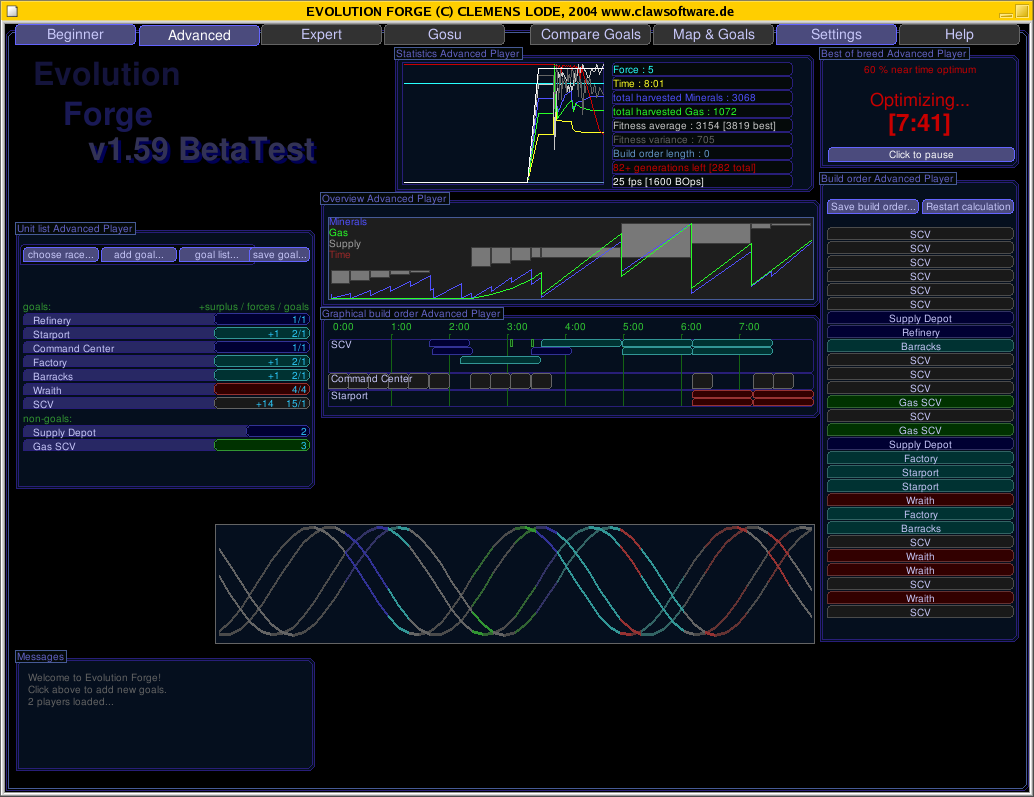 EVOLUTION FORGE (C) CLEMENS LODE, 2004 www.clawsoftware.de
Beginner
Advanced
Expert
Gosu
Compare Goals
Map & Goals
Settings
Help
Evolution
Forge
v1.59 BetaTest
Statistics Advanced Player
Force : 5
Time : 8:01
total harvested Minerals : 3068
total harvested Gas : 1072
Fitness average : 3154 [3819 best]
Fitness variance : 705
Build order length : 0
82+ generations left [282 total]
25 fps [1600 BOps]
Best of breed Advanced Player
60 % near time optimum
Optimizing...
[7:41]
Click to pause
Overview Advanced Player
Minerals
Gas
Supply
Time
Graphical build order Advanced Player
0:00 1:00 2:00 3:00 4:00 5:00 6:00 7:00
SCV
Command Center
Starport
Unit list Advanced Player
choose race... add goal... goal list... save goal...
goals: +surplus / forces / goals
Refinery 1/1
Starport +1 2/1
Command Center 1/1
Factory +1 2/1
Barracks +1 2/1
Wraith 4/4
SCV +14 15/1
non-goals:
Supply Depot 2
Gas SCV 3
Build order Advanced Player
Save build order... Restart calculation
SCV
SCV
SCV
SCV
SCV
SCV
Supply Depot
Refinery
Barracks
SCV
SCV
SCV
Gas SCV
SCV
Gas SCV
Supply Depot
Factory
Starport
Starport
Wraith
Factory
Barracks
SCV
Wraith
Wraith
SCV
Wraith
SCV
Messages
Welcome to Evolution Forge!
Click above to add new goals.
2 players loaded...